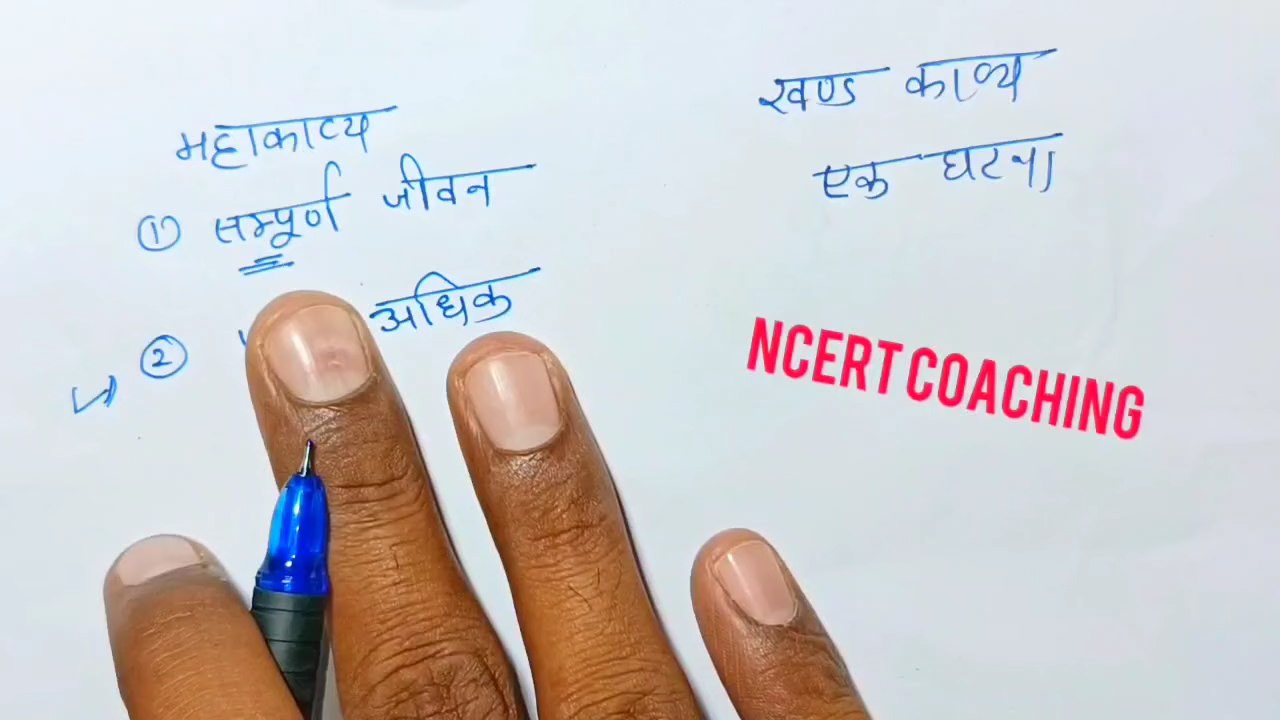 महाकाव्य
① सम्पूर्ण जीवन
② अधिक
खण्ड काव्य
एक घटना
NCERT COACHING